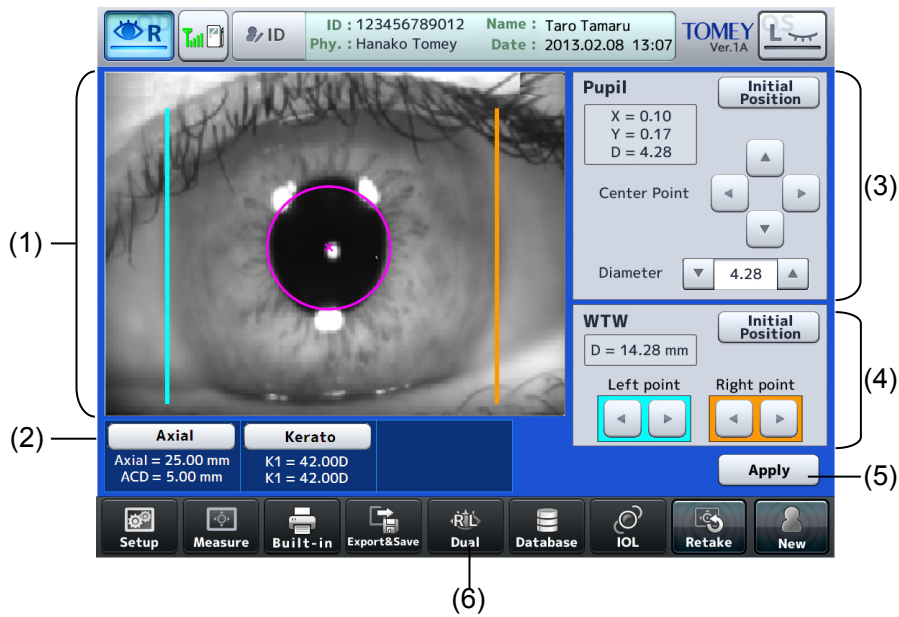 OD
OS
R
ID
ID : 123456789012
Name : Taro Tamaru
Phy. : Hanako Tomey
Date : 2013.02.08 13:07
TOMEY
Ver.1A
L
Pupil
Initial
Position
X = 0.10
Y = 0.17
D = 4.28
Center Point
Diameter
4.28
WTW
Initial
Position
D = 14.28 mm
Left point
Right point
Axial
Kerato
Axial = 25.00 mm
K1 = 42.00D
ACD = 5.00 mm
K1 = 42.00D
Apply
Setup
Measure
Built-in
Export&Save
R L
Dual
Database
IOL
Retake
New
(1)
(2)
(3)
(4)
(5)
(6)